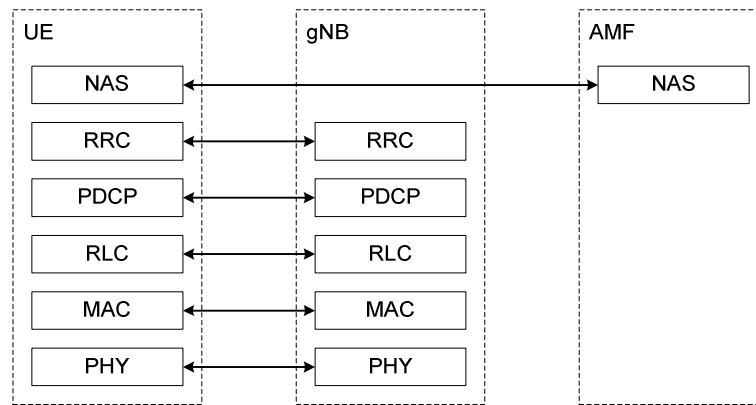 UE gNB AMF
NAS NAS
RRC RRC
PDCP PDCP
RLC RLC
MAC MAC
PHY PHY